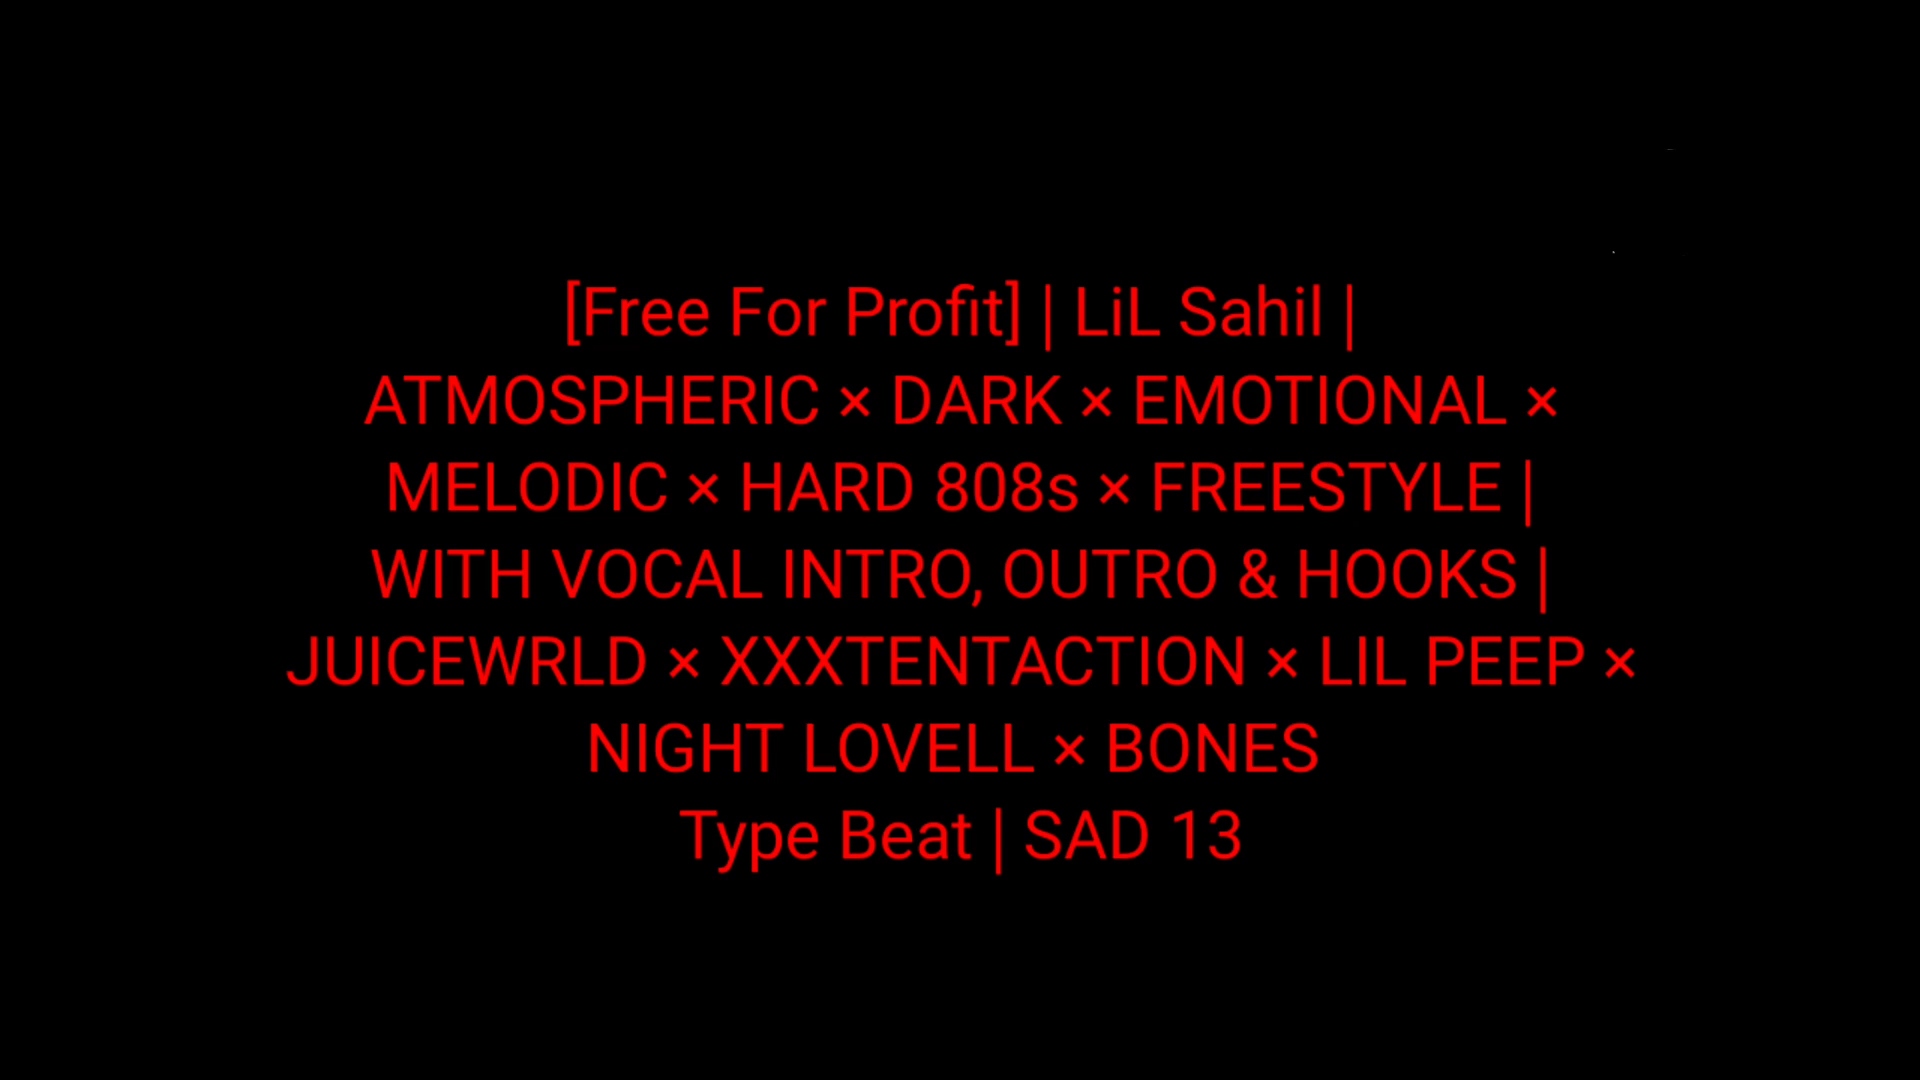 [Free For Profit] | LiL Sahil |
ATMOSPHERIC × DARK × EMOTIONAL ×
MELODIC × HARD 808s × FREESTYLE |
WITH VOCAL INTRO, OUTRO & HOOKS |
JUICEWRLD × XXXTENTACTION × LIL PEEP ×
NIGHT LOVELL × BONES
Type Beat | SAD 13